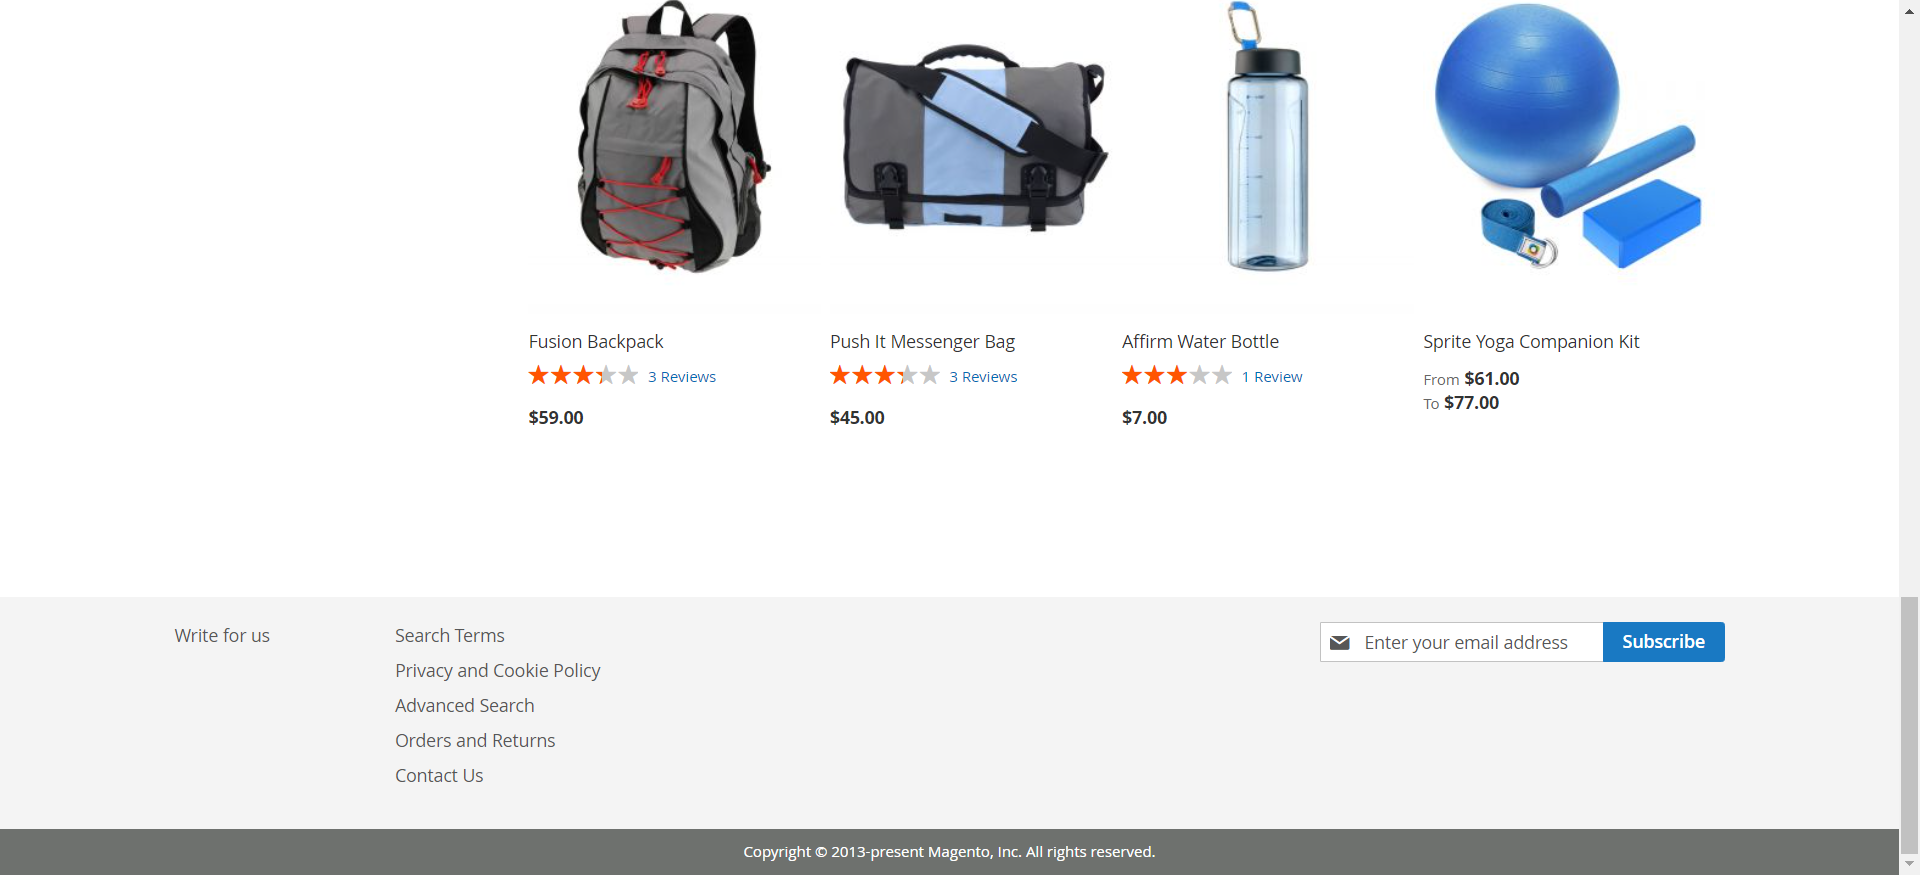 Fusion Backpack
3 Reviews
$59.00
Push It Messenger Bag
3 Reviews
$45.00
Affirm Water Bottle
1 Review
$7.00
Sprite Yoga Companion Kit
From $61.00
To $77.00
Write for us
Search Terms
Privacy and Cookie Policy
Advanced Search
Orders and Returns
Contact Us
Enter your email address
Subscribe
Copyright © 2013-present Magento, Inc. All rights reserved.